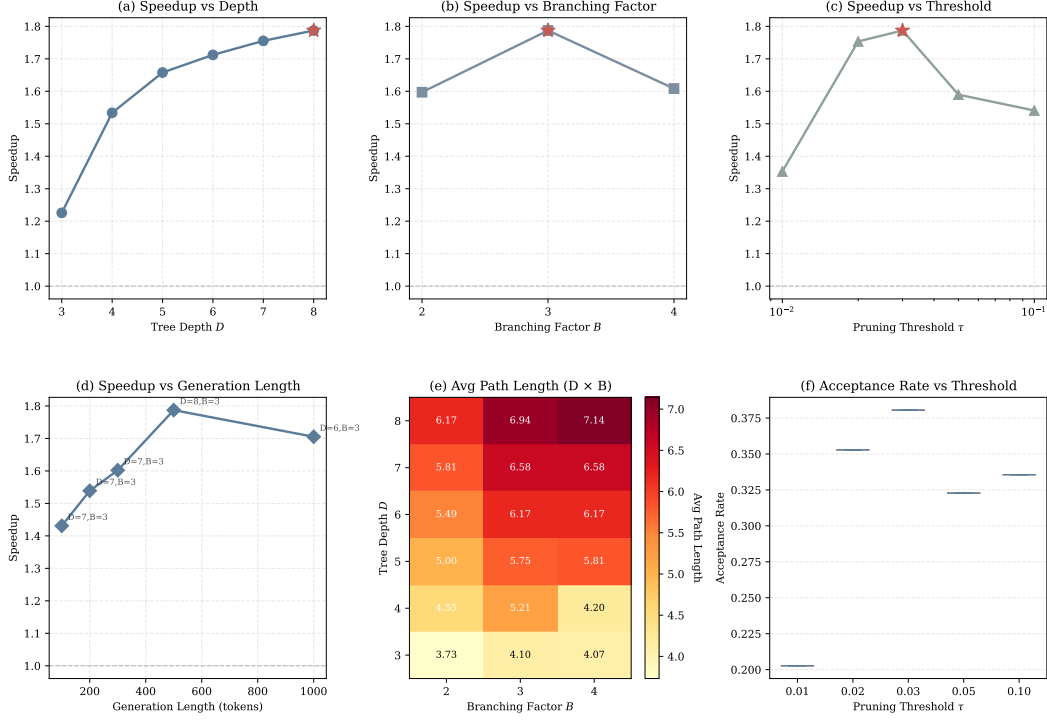 (a) Speedup vs Depth
1.8
1.7
1.6
1.5
1.4
1.3
1.2
1.1
1.0
Speedup
3 4 5 6 7 8
Tree Depth D
(b) Speedup vs Branching Factor
1.8
1.7
1.6
1.5
1.4
1.3
1.2
1.1
1.0
Speedup
2 3 4
Branching Factor B
(c) Speedup vs Threshold
1.8
1.7
1.6
1.5
1.4
1.3
1.2
1.1
1.0
Speedup
10⁻² 10⁻¹
Pruning Threshold τ
(d) Speedup vs Generation Length
1.8
1.7
1.6
1.5
1.4
1.3
1.2
1.1
1.0
Speedup
D=8,B=3
D=6,B=3
D=7,B=3
D=7,B=3
D=7,B=3
200 400 600 800 1000
Generation Length (tokens)
(e) Avg Path Length (D × B)
Tree Depth D
8 6.17 6.94 7.14
7 5.81 6.58 6.58
6 5.49 6.17 6.17
5 5.00 5.75 5.81
4 4.55 5.21 4.20
3 3.73 4.10 4.07
2 3 4
Branching Factor B
7.0
6.5
6.0
5.5
5.0
4.5
4.0
Avg Path Length
(f) Acceptance Rate vs Threshold
0.375
0.350
0.325
0.300
0.275
0.250
0.225
0.200
Acceptance Rate
0.01 0.02 0.03 0.05 0.10
Pruning Threshold τ